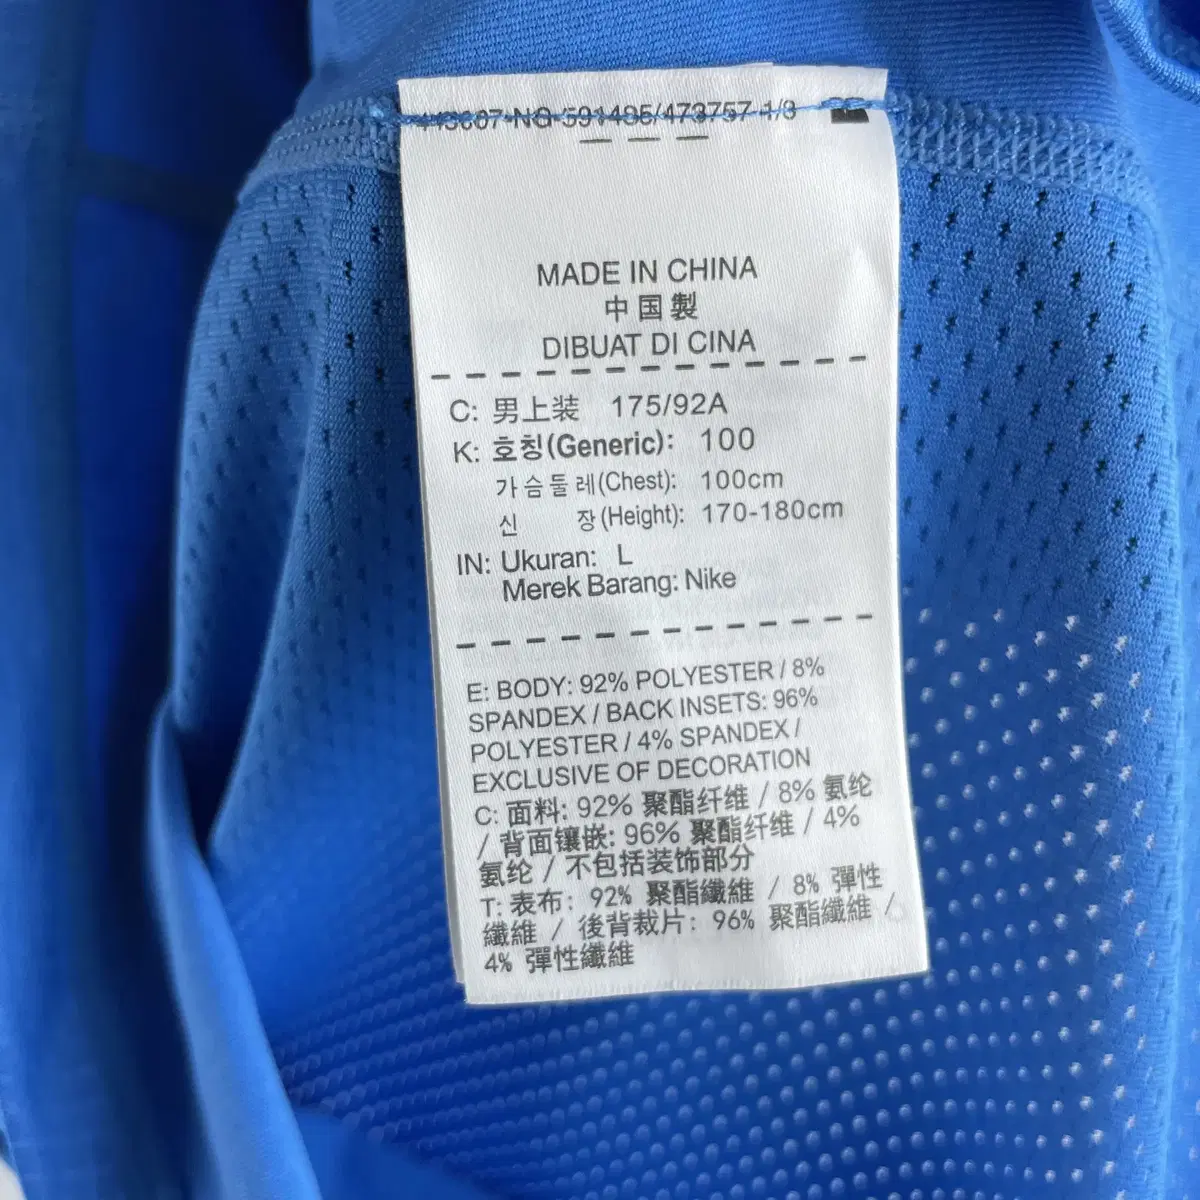 NG-591485/473757 1/3
MADE IN CHINA
中国製
DIBUAT DI CINA
C: 男上装 175/92A
K: 호칭(Generic): 100
가슴둘레(Chest): 100cm
신 장(Height): 170-180cm
IN: Ukuran: L
Merek Barang: Nike
E: BODY: 92% POLYESTER / 8%
SPANDEX / BACK INSETS: 96%
POLYESTER / 4% SPANDEX /
EXCLUSIVE OF DECORATION
C: 面料: 92% 聚酯纤维 / 8% 氨纶
/ 背面镶嵌: 96% 聚酯纤维 / 4%
氨纶 / 不包括装饰部分
T: 表布: 92% 聚酯纖維 / 8% 彈性
纖維 / 後背裁片: 96% 聚酯纖維 /
4% 彈性纖維